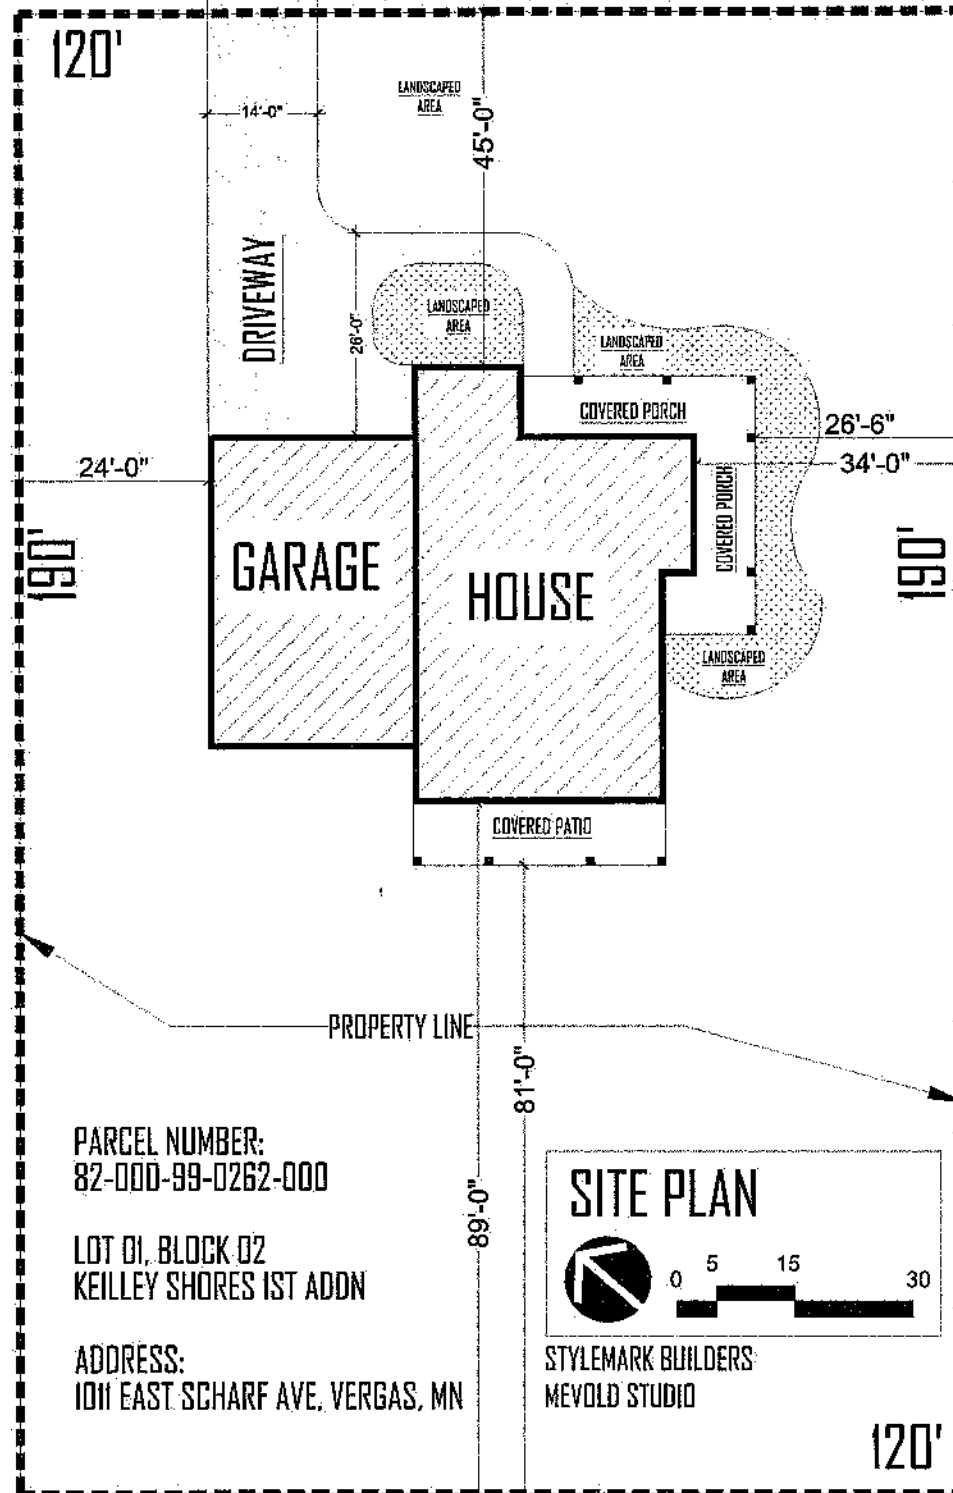 120'
LANDSCAPED
AREA
14'-0"
45'-0"
DRIVEWAY
26'-0"
LANDSCAPED
AREA
LANDSCAPED
AREA
COVERED PORCH
26'-6"
34'-0"
24'-0"
COVERED PORCH
190'
GARAGE
HOUSE
190'
LANDSCAPED
AREA
COVERED PATIO
PROPERTY LINE
81'-0"
89'-0"
PARCEL NUMBER:
82-000-99-0262-000
LOT 01, BLOCK 02
KEILLEY SHORES 1ST ADDN
ADDRESS:
1011 EAST SCHARF AVE, VERGAS, MN
SITE PLAN
0 5 15 30
STYLEMARK BUILDERS
MEVOLD STUDIO
120'